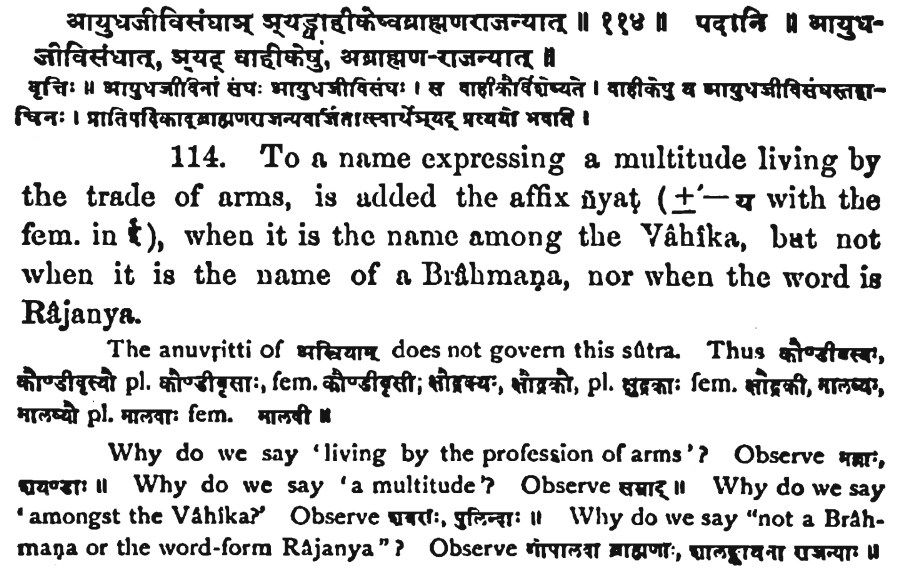 आयुधजीविसंघाञ् ञ्यड्वाहीकेष्वब्राह्मणराजन्यात् ॥ ११४ ॥ पदानि ॥ आयुध-
जीविसंघात्, ञ्यट् वाहीकेषुं, अब्राह्मण-राजन्यात् ॥
वृत्तिः ॥ आयुधजीविनां संघः आयुधजीविसंघः । स वाहीकैर्विशेष्यते । वाहीकेषु य आयुधजीविसंघस्तद्वा-
चिनः । प्रातिपदिकाद्ब्राह्मणराजन्यवर्जितात्स्वार्थेञ्यट् प्रत्ययो भवति ।
114. To a name expressing a multitude living by
the trade of arms, is added the affix ñyaṭ (±´—य with the
fem. in ई), when it is the name among the Vâhîka, but not
when it is the name of a Brâhmaṇa, nor when the word is
Râjanya.
The anuvṛitti of अस्त्रियाम् does not govern this sûtra. Thus कौण्डीवृस्यः,
कौण्डीवृस्यौ pl. कौण्डीवृसाः, fem. कौण्डीवृसी; क्षौद्रक्यः, क्षौद्रक्यौ, pl. क्षुद्रकाः fem. क्षौद्रकी, मालव्यः,
मालव्यौ pl. मालवाः fem. मालवी ॥
Why do we say 'living by the profession of arms'? Observe मल्लाः,
शयण्डाः ॥ Why do we say 'a multitude'? Observe सम्राट् ॥ Why do we say
'amongst the Vâhîka?' Observe शबराः, पुलिन्दाः ॥ Why do we say "not a Brâh-
maṇa or the word-form Râjanya"? Observe गोपालवा ब्राह्मणाः, शालङ्कायना राजन्याः ॥